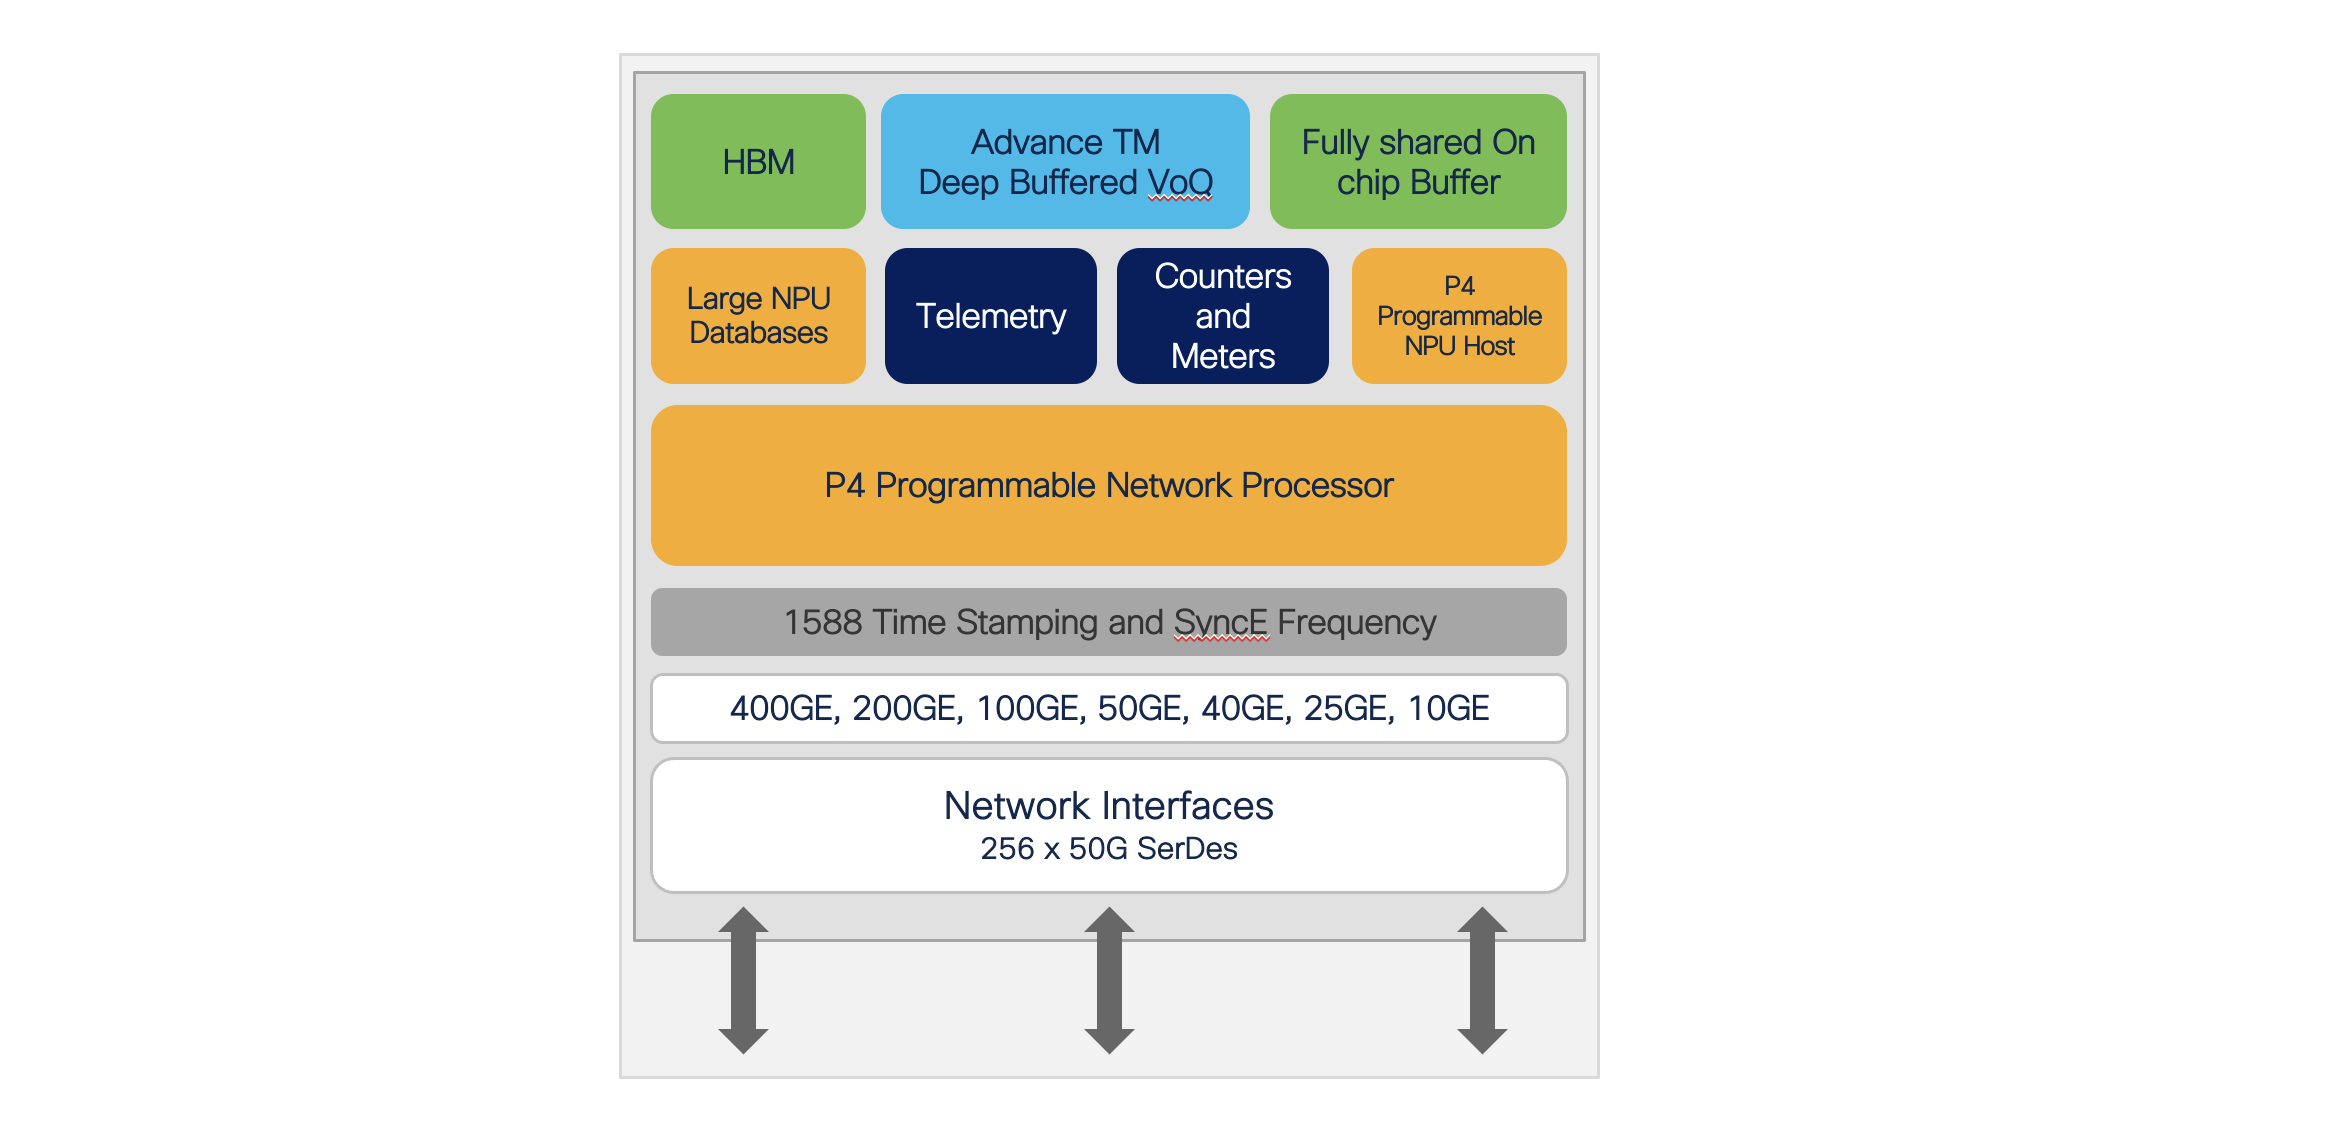 HBM
Advance TM
Deep Buffered VoQ
Fully shared On
chip Buffer
Large NPU
Databases
Telemetry
Counters
and
Meters
P4
Programmable
NPU Host
P4 Programmable Network Processor
1588 Time Stamping and SyncE Frequency
400GE, 200GE, 100GE, 50GE, 40GE, 25GE, 10GE
Network Interfaces
256 x 50G SerDes